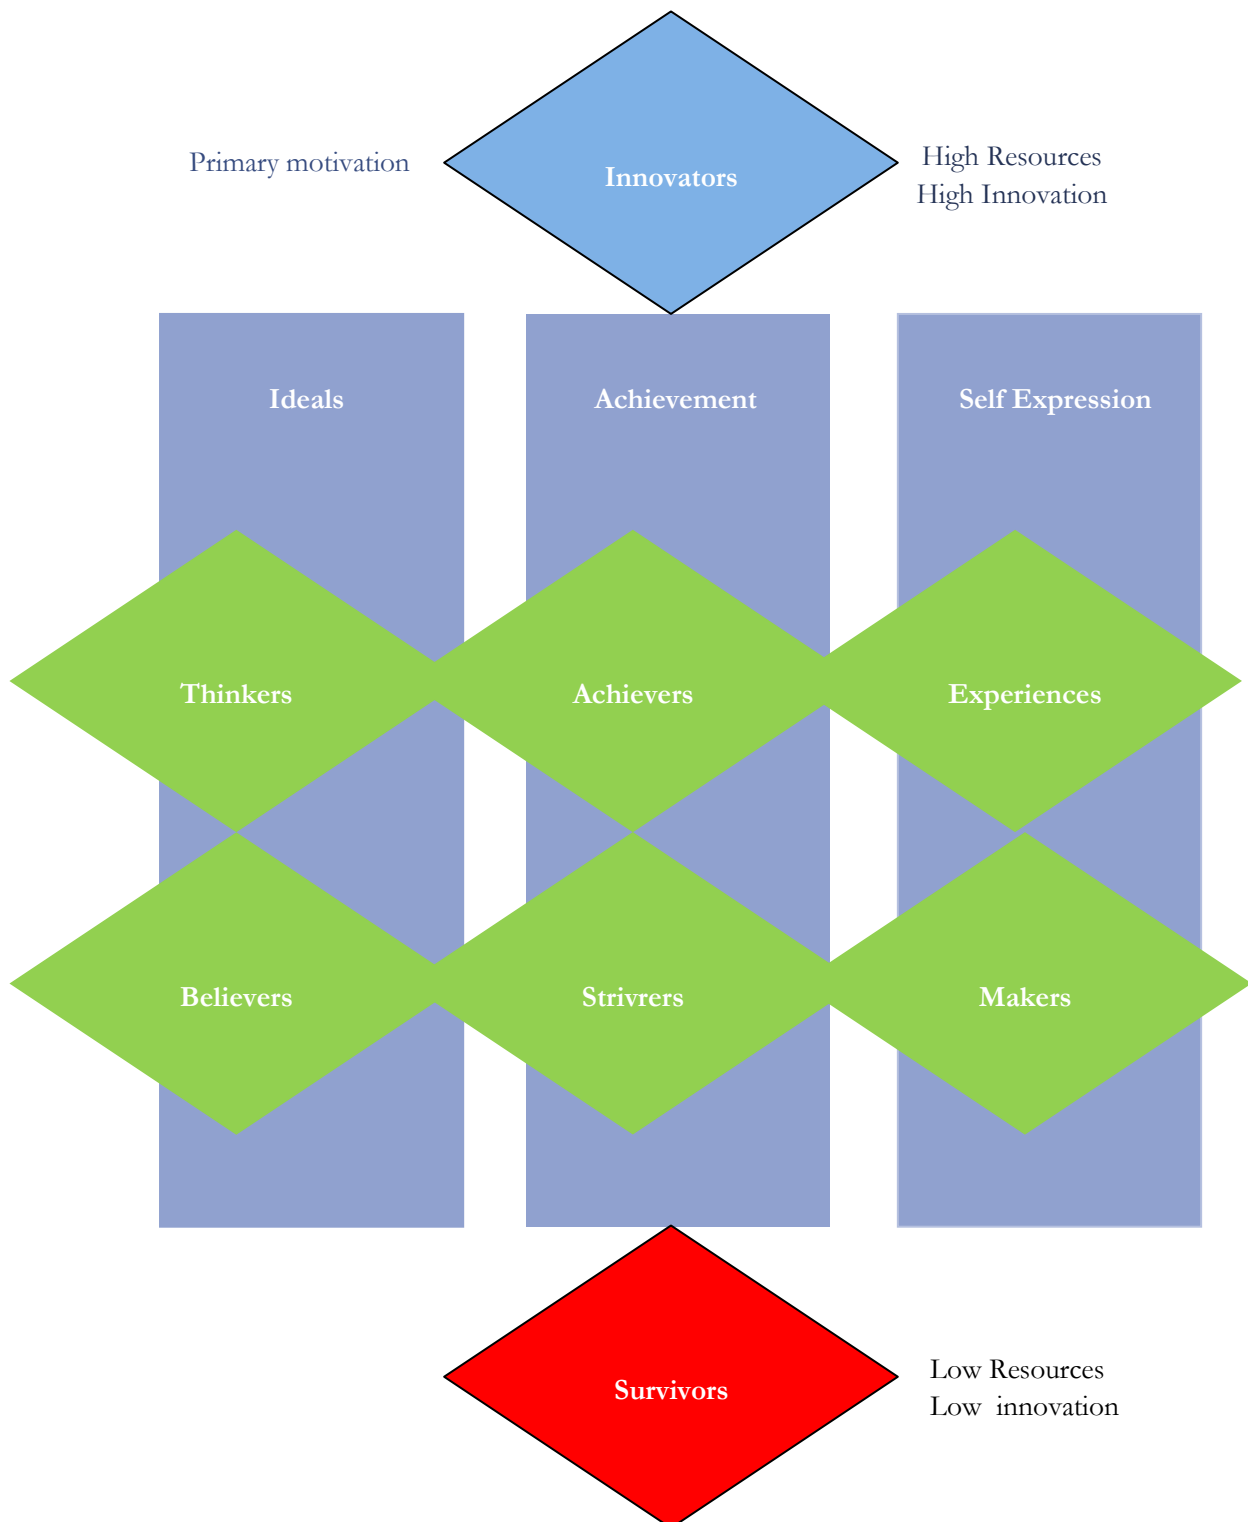 Primary motivation
Innovators
High Resources
High Innovation
Ideals
Achievement
Self Expression
Thinkers
Achievers
Experiences
Believers
Strivrers
Makers
Survivors
Low Resources
Low  innovation